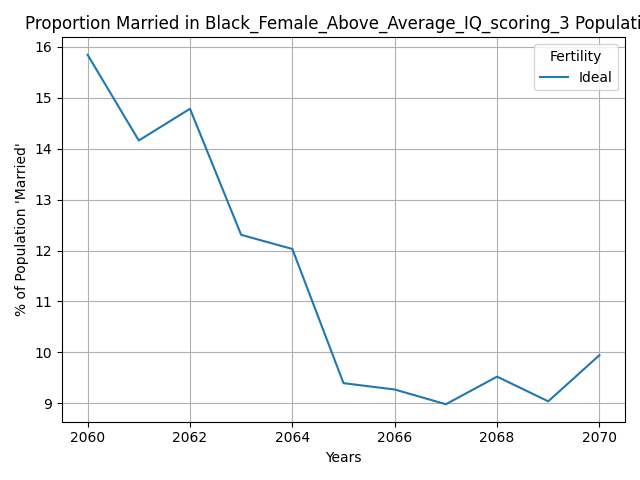 Proportion Married in Black_Female_Above_Average_IQ_scoring_3 Populati
Fertility
Ideal
% of Population 'Married'
16
15
14
13
12
11
10
9
2060 2062 2064 2066 2068 2070
Years